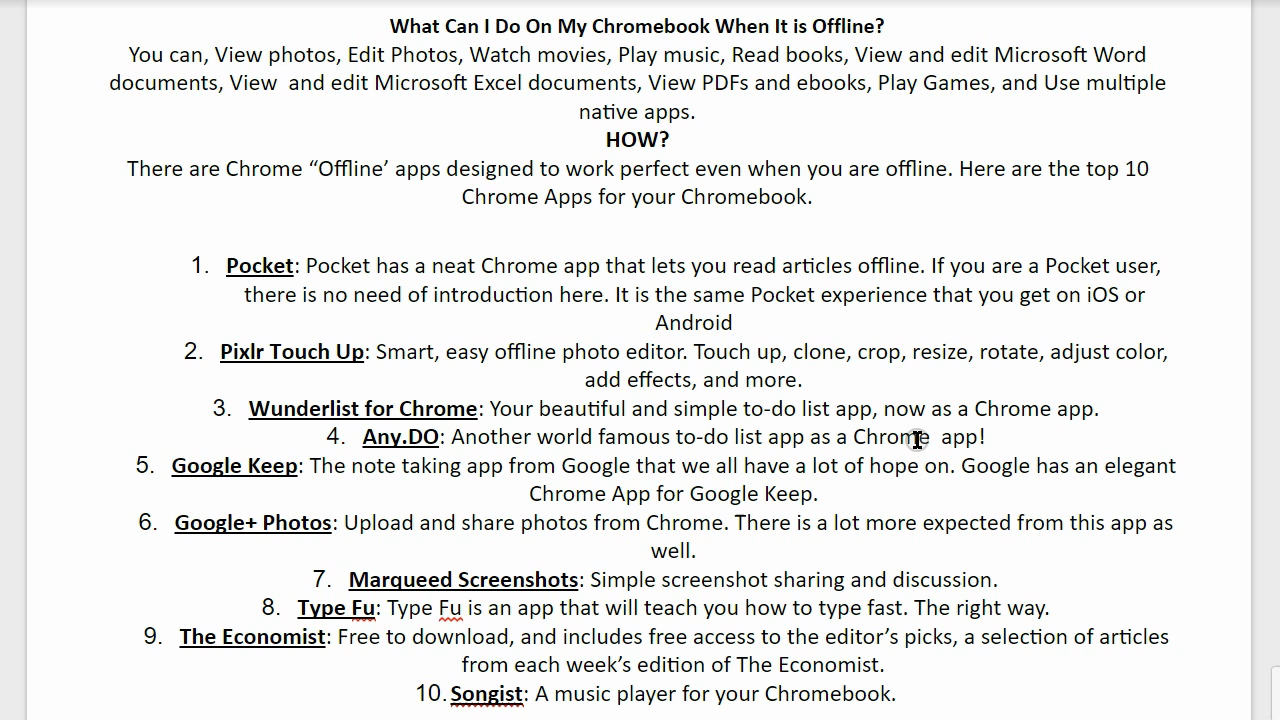 What Can I Do On My Chromebook When It is Offline?
You can, View photos, Edit Photos, Watch movies, Play music, Read books, View and edit Microsoft Word
documents, View  and edit Microsoft Excel documents, View PDFs and ebooks, Play Games, and Use multiple
native apps.
HOW?
There are Chrome “Offline’ apps designed to work perfect even when you are offline. Here are the top 10
Chrome Apps for your Chromebook.
1. Pocket: Pocket has a neat Chrome app that lets you read articles offline. If you are a Pocket user,
there is no need of introduction here. It is the same Pocket experience that you get on iOS or
Android
2. Pixlr Touch Up: Smart, easy offline photo editor. Touch up, clone, crop, resize, rotate, adjust color,
add effects, and more.
3. Wunderlist for Chrome: Your beautiful and simple to-do list app, now as a Chrome app.
4. Any.DO: Another world famous to-do list app as a Chrome  app!
5. Google Keep: The note taking app from Google that we all have a lot of hope on. Google has an elegant
Chrome App for Google Keep.
6. Google+ Photos: Upload and share photos from Chrome. There is a lot more expected from this app as
well.
7. Marqueed Screenshots: Simple screenshot sharing and discussion.
8. Type Fu: Type Fu is an app that will teach you how to type fast. The right way.
9. The Economist: Free to download, and includes free access to the editor’s picks, a selection of articles
from each week’s edition of The Economist.
10. Songist: A music player for your Chromebook.